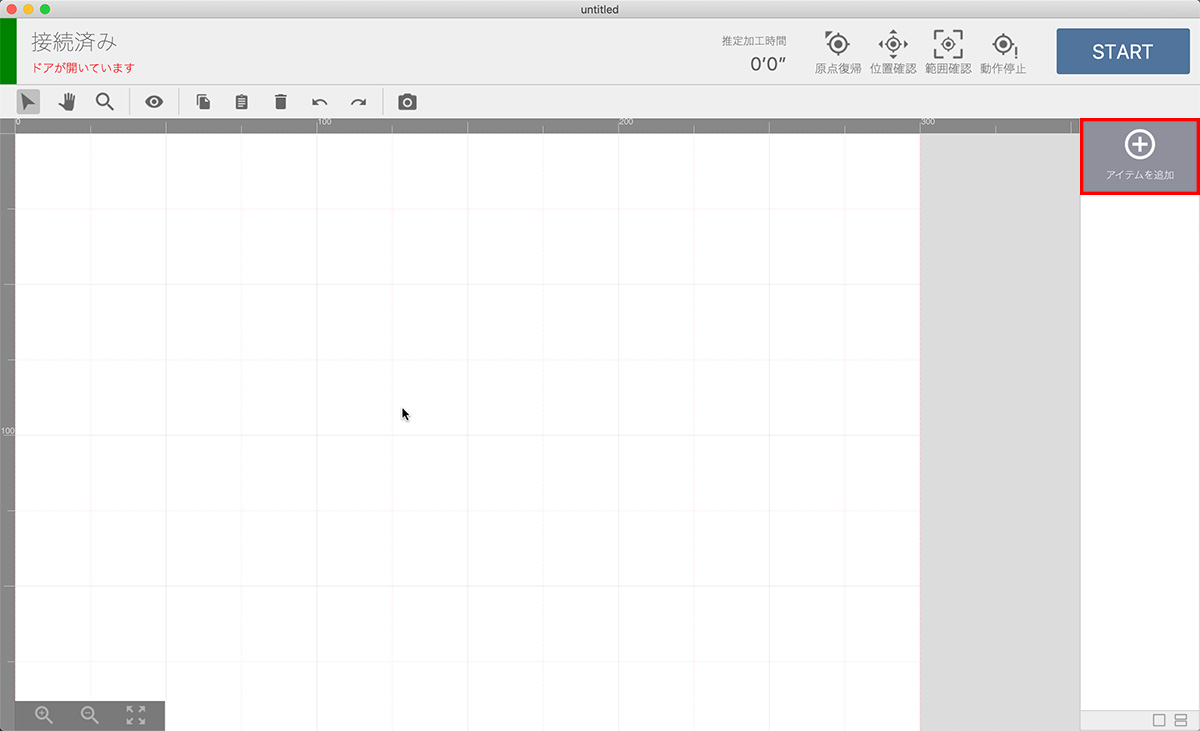 untitled
接続済み
ドアが開いています
推定加工時間
0’0”
原点復帰
位置確認
範囲確認
動作停止
START
0
100
200
300
アイテムを追加
100